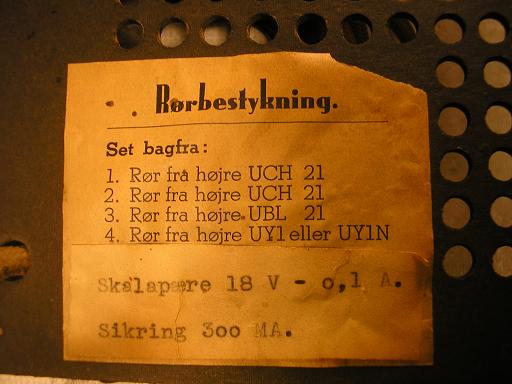 Rørbestykning.
Set bagfra:
1. Rør fra højre UCH 21
2. Rør fra højre UCH 21
3. Rør fra højre UBL 21
4. Rør fra højre UY1 eller UY1N
Skalapære 18 V - o,1 A.
Sikring 3oo MA.